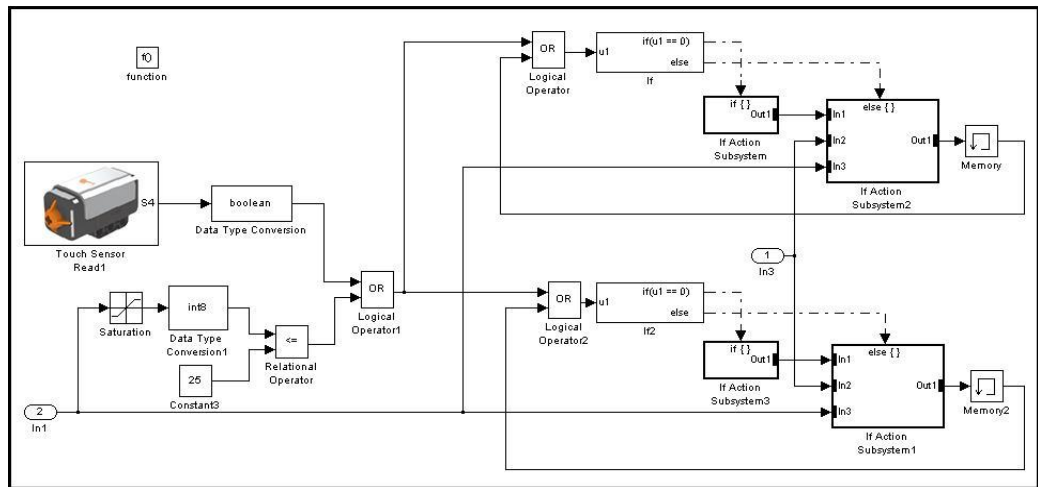 f()
function
OR
Logical
Operator
u1
if(u1 == 0)
else
If
if { }
Out1
If Action
Subsystem
else { }
In1
In2
In3
Out1
If Action
Subsystem2
Memory
S4
Touch Sensor
Read1
boolean
Data Type Conversion
1
In3
Saturation
int8
Data Type
Conversion1
25
Constant3
<=
Relational
Operator
OR
Logical
Operator1
OR
Logical
Operator2
u1
if(u1 == 0)
else
If2
if { }
Out1
If Action
Subsystem3
else { }
In1
In2
In3
Out1
If Action
Subsystem1
Memory2
2
In1